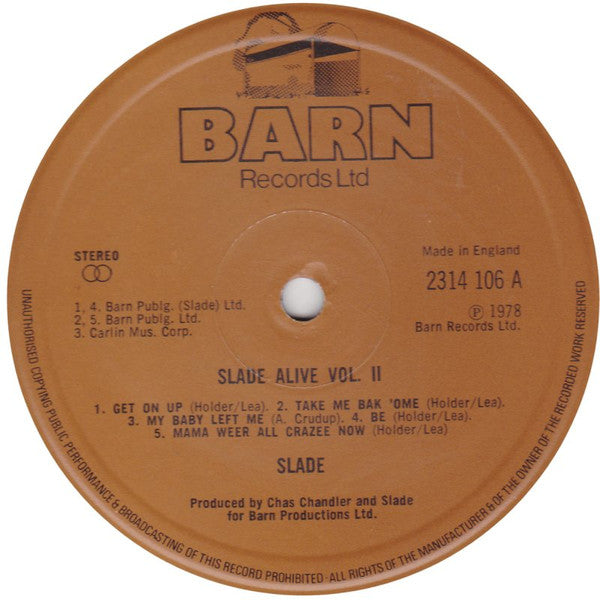 BARN
Records Ltd
STEREO
1, 4. Barn Publg. (Slade) Ltd.
2, 5. Barn Publg. Ltd.
3. Carlin Mus. Corp.
Made in England
2314 106 A
Ⓟ 1978
Barn Records Ltd.
SLADE ALIVE VOL. II
1. GET ON UP (Holder/Lea). 2. TAKE ME BAK 'OME (Holder/Lea).
3. MY BABY LEFT ME (A. Crudup). 4. BE (Holder/Lea).
5. MAMA WEER ALL CRAZEE NOW (Holder/Lea)
SLADE
Produced by Chas Chandler and Slade
for Barn Productions Ltd.
UNAUTHORISED COPYING PUBLIC PERFORMANCE & BROADCASTING OF THIS RECORD PROHIBITED · ALL RIGHTS OF THE MANUFACTURER & OF THE OWNER OF THE RECORDED WORK RESERVED